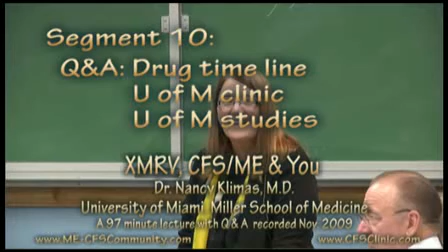 Segment 10:
Q&A: Drug time line
U of M clinic
U of M studies
XMRV, CFS/ME & You
Dr. Nancy Klimas, M.D.
University of Miami Miller School of Medicine
A 97 minute lecture with Q & A recorded Nov. 2009
www.ME-CFSCommunity.com www.CFSClinic.com